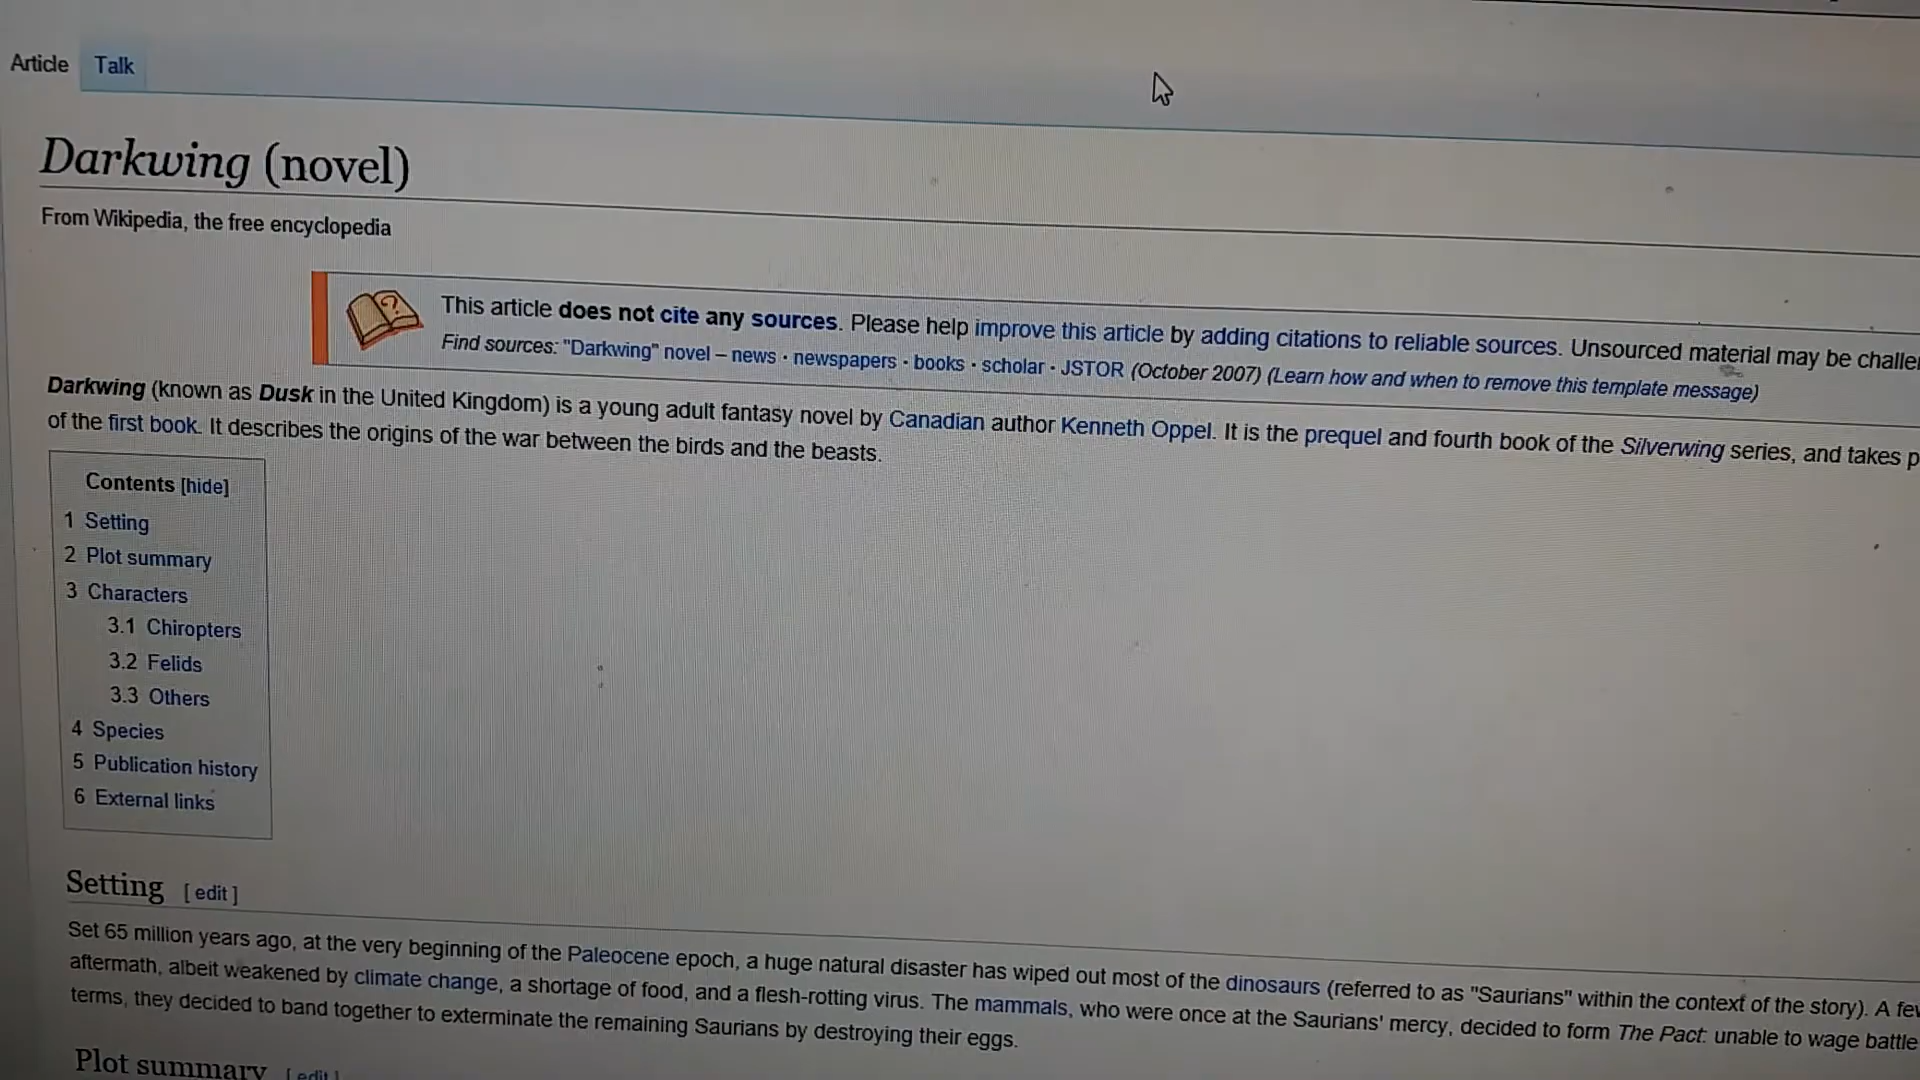 Article Talk
Darkwing (novel)
From Wikipedia, the free encyclopedia
This article does not cite any sources. Please help improve this article by adding citations to reliable sources. Unsourced material may be
Find sources: "Darkwing" novel – news · newspapers · books · scholar · JSTOR (October 2007) (Learn how and when to remove this template message)
Darkwing (known as Dusk in the United Kingdom) is a young adult fantasy novel by Canadian author Kenneth Oppel. It is the prequel and fourth book of the Silverwing series, and takes
of the first book. It describes the origins of the war between the birds and the beasts.
Contents [hide]
1 Setting
2 Plot summary
3 Characters
3.1 Chiropters
3.2 Felids
3.3 Others
4 Species
5 Publication history
6 External links
Setting [ edit ]
Set 65 million years ago, at the very beginning of the Paleocene epoch, a huge natural disaster has wiped out most of the dinosaurs (referred to as "Saurians" within the context of the story). A
aftermath, albeit weakened by climate change, a shortage of food, and a flesh-rotting virus. The mammals, who were once at the Saurians' mercy, decided to form The Pact: unable to wage battle
terms, they decided to band together to exterminate the remaining Saurians by destroying their eggs.
Plot summary [ edit ]